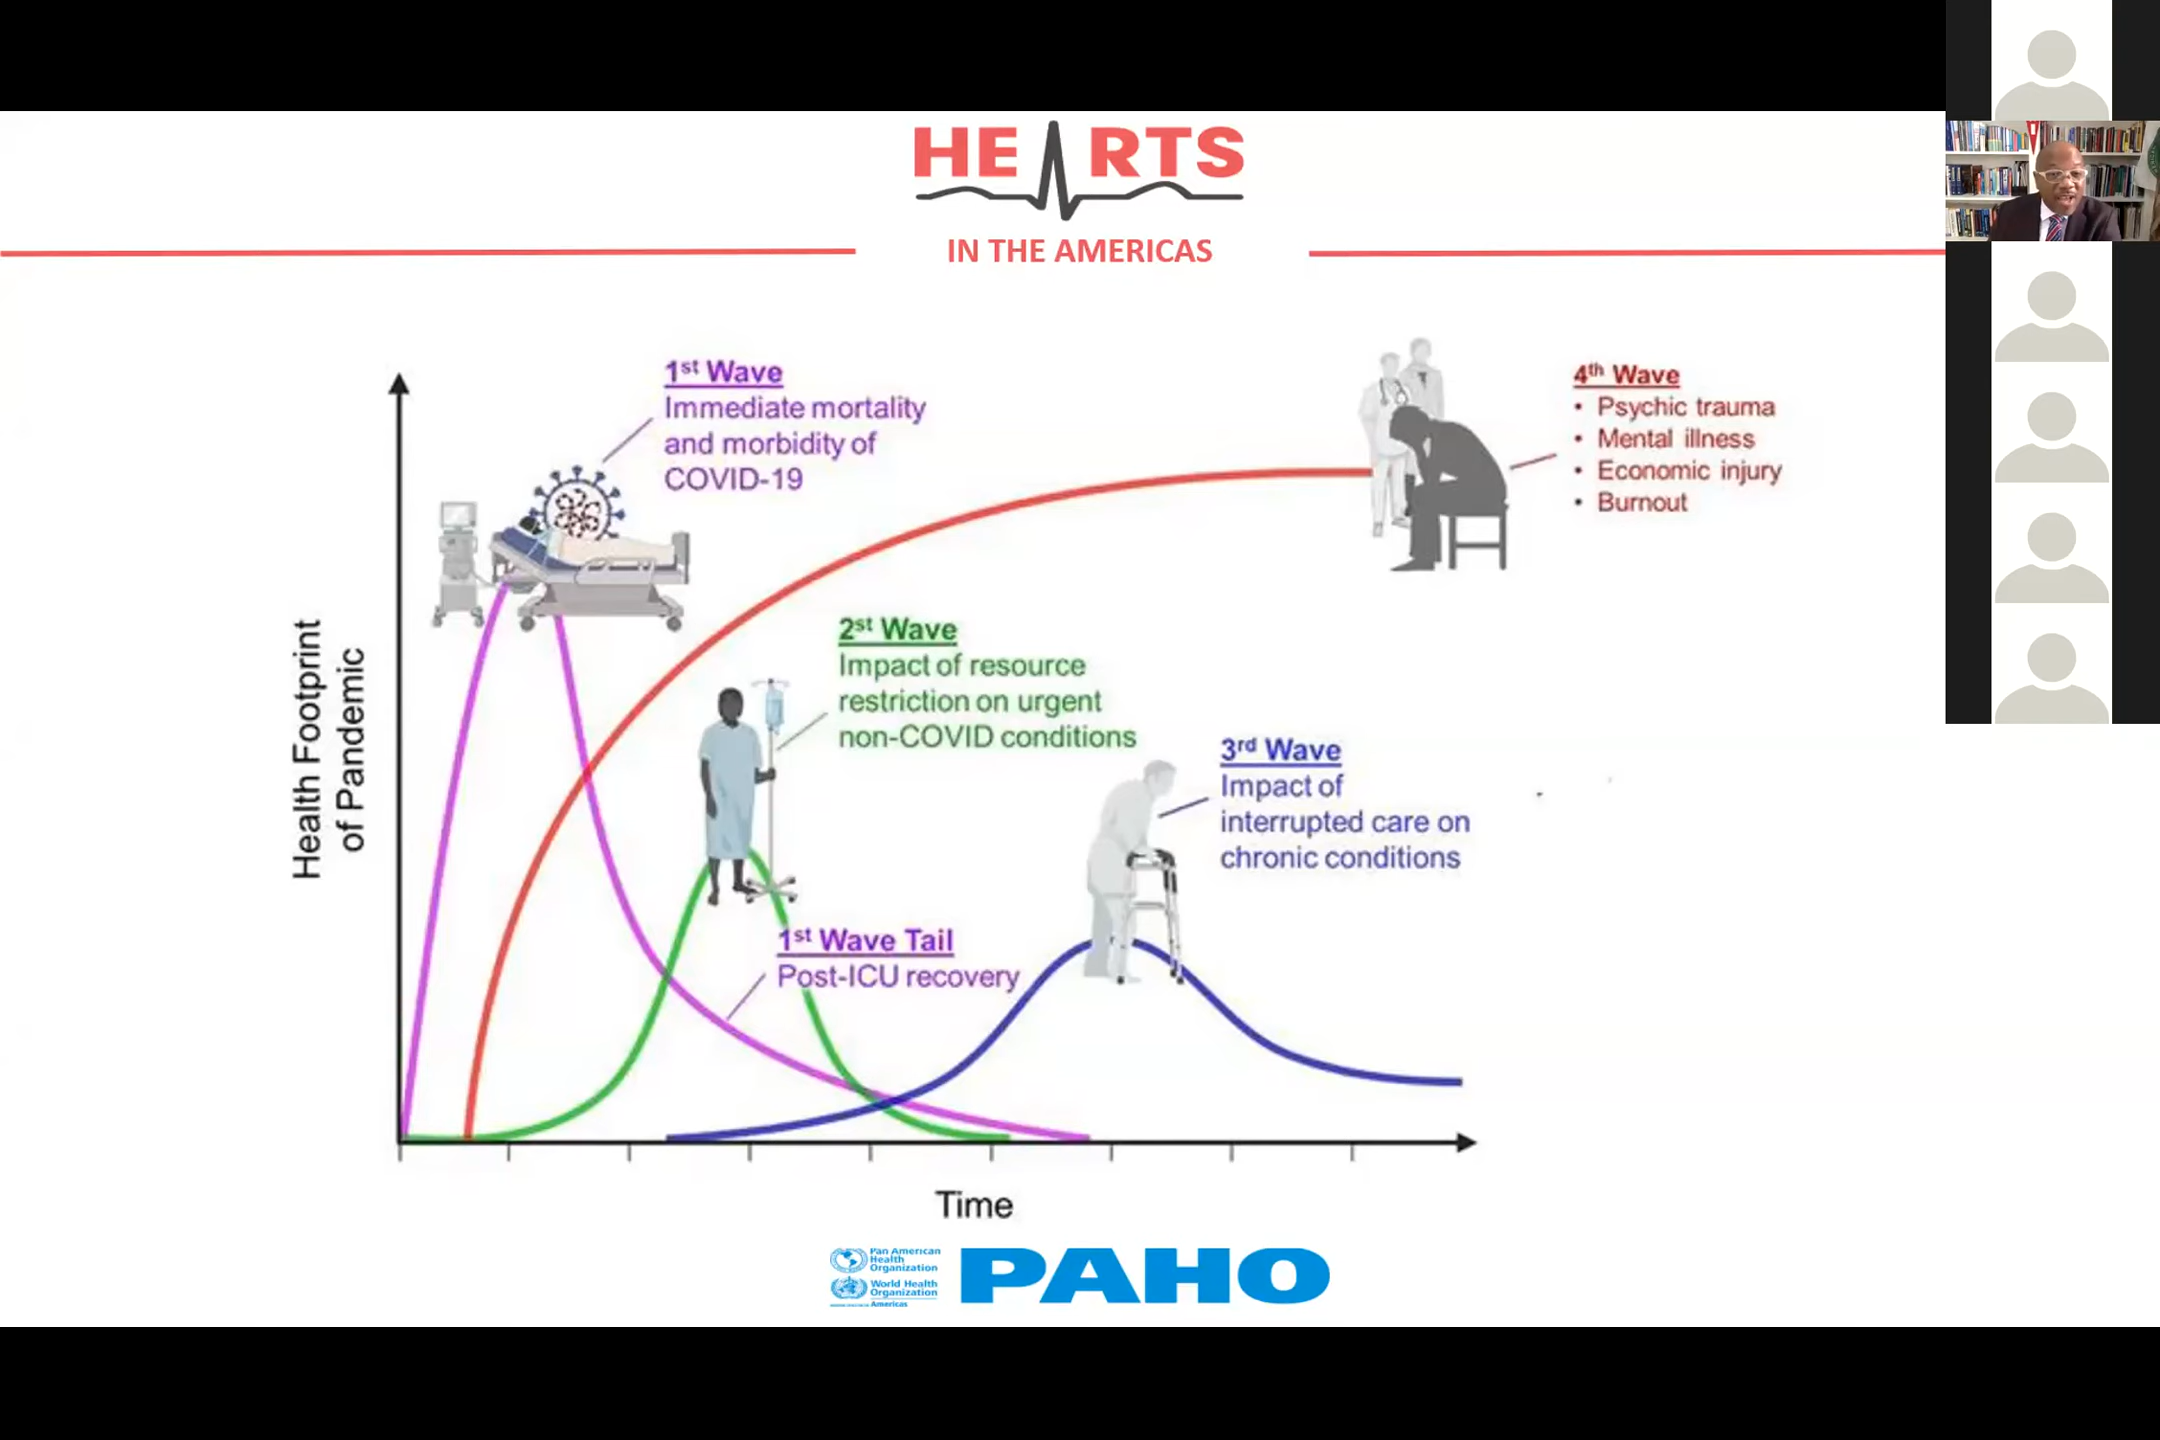 HEARTS
IN THE AMERICAS
1st Wave
Immediate mortality
and morbidity of
COVID-19
4th Wave
• Psychic trauma
• Mental illness
• Economic injury
• Burnout
2st Wave
Impact of resource
restriction on urgent
non-COVID conditions
3rd Wave
Impact of
interrupted care on
chronic conditions
1st Wave Tail
Post-ICU recovery
Health Footprint
of Pandemic
Time
Pan American
Health
Organization
World Health
Organization
Americas
PAHO